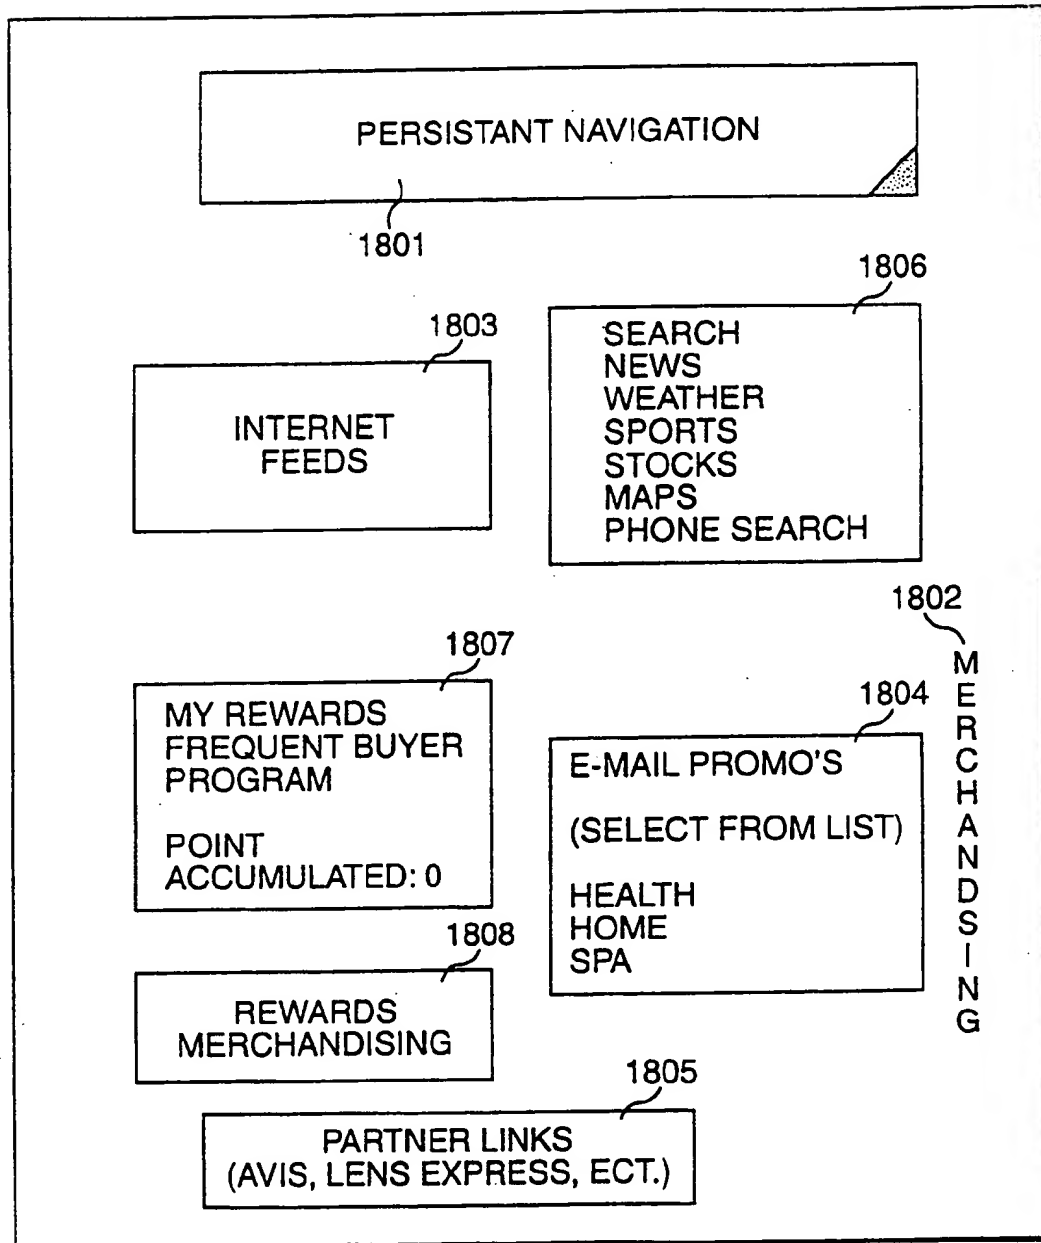 PERSISTANT NAVIGATION
1801
1806
1803
SEARCH
NEWS
WEATHER
SPORTS
STOCKS
MAPS
PHONE SEARCH
INTERNET
FEEDS
1802
MERCHANDSING
1807
MY REWARDS
FREQUENT BUYER
PROGRAM
POINT
ACCUMULATED: 0
1804
E-MAIL PROMO'S
(SELECT FROM LIST)
HEALTH
HOME
SPA
1808
REWARDS
MERCHANDISING
1805
PARTNER LINKS
(AVIS, LENS EXPRESS, ECT.)